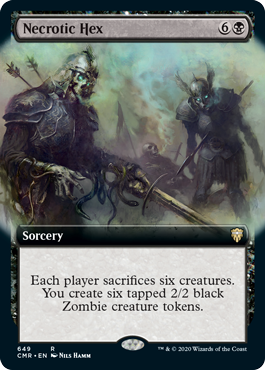 Necrotic Hex 6
Sorcery
Each player sacrifices six creatures.
You create six tapped 2/2 black
Zombie creature tokens.
649 R
CMR • EN Nils Hamm
™ & © 2020 Wizards of the Coast